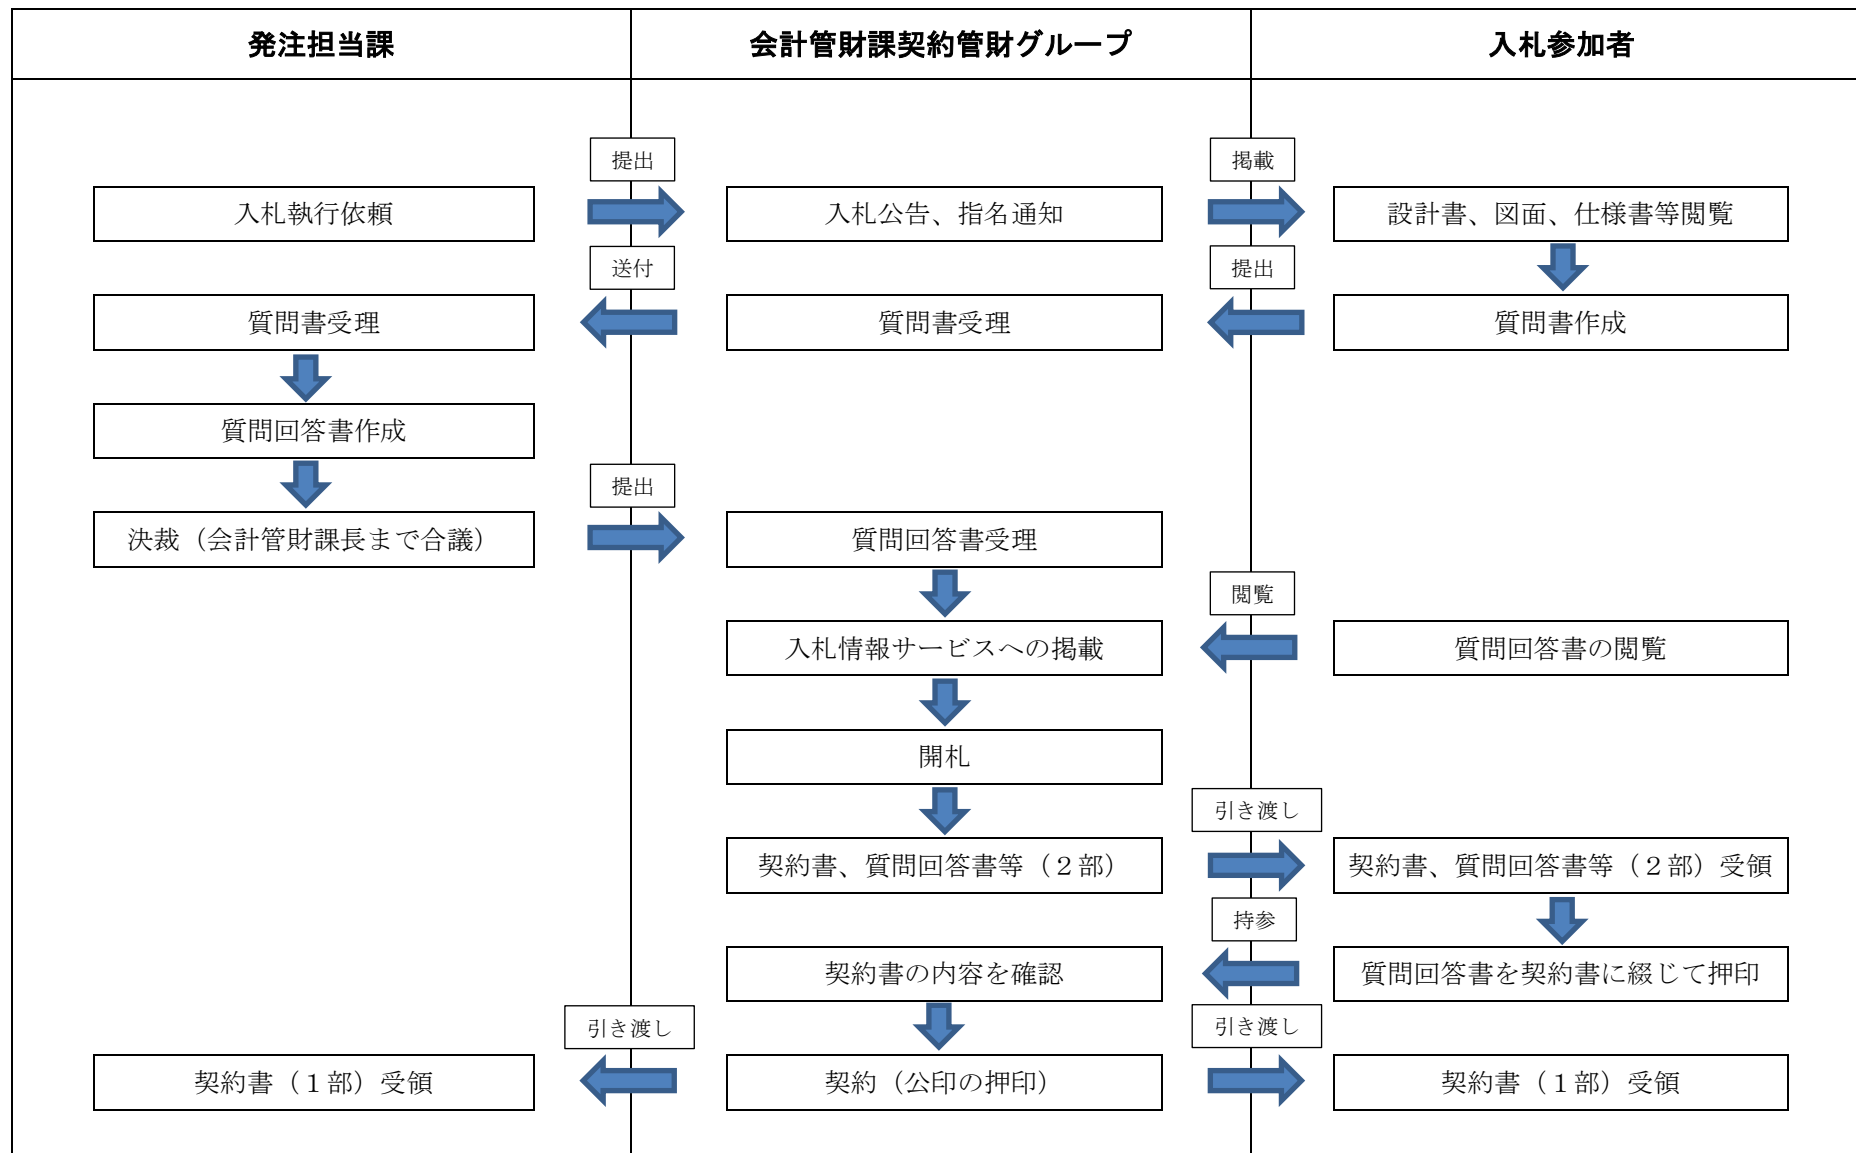 発注担当課
会計管財課契約管財グループ
入札参加者
提出
掲載
入札執行依頼
入札公告、指名通知
設計書、図面、仕様書等閲覧
送付
提出
質問書受理
質問書受理
質問書作成
質問回答書作成
提出
決裁（会計管財課長まで合議）
質問回答書受理
閲覧
入札情報サービスへの掲載
質問回答書の閲覧
開札
引き渡し
契約書、質問回答書等（２部）
契約書、質問回答書等（２部）受領
持参
契約書の内容を確認
質問回答書を契約書に綴じて押印
引き渡し
引き渡し
契約書（１部）受領
契約（公印の押印）
契約書（１部）受領